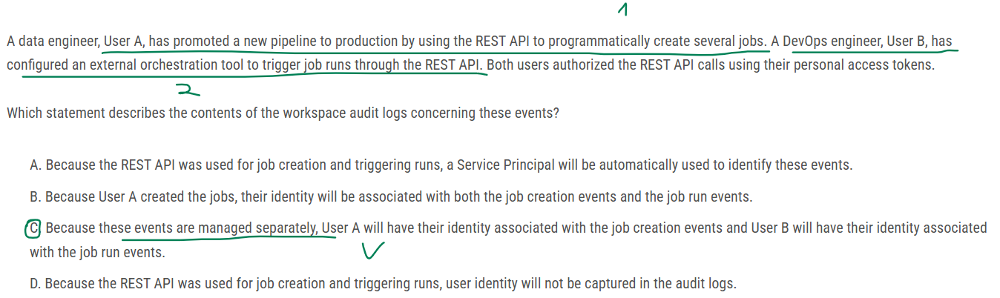 1
A data engineer, User A, has promoted a new pipeline to production by using the REST API to programmatically create several jobs. A DevOps engineer, User B, has
configured an external orchestration tool to trigger job runs through the REST API. Both users authorized the REST API calls using their personal access tokens.
2
Which statement describes the contents of the workspace audit logs concerning these events?
A. Because the REST API was used for job creation and triggering runs, a Service Principal will be automatically used to identify these events.
B. Because User A created the jobs, their identity will be associated with both the job creation events and the job run events.
C. Because these events are managed separately, User A will have their identity associated with the job creation events and User B will have their identity associated
with the job run events.
D. Because the REST API was used for job creation and triggering runs, user identity will not be captured in the audit logs.